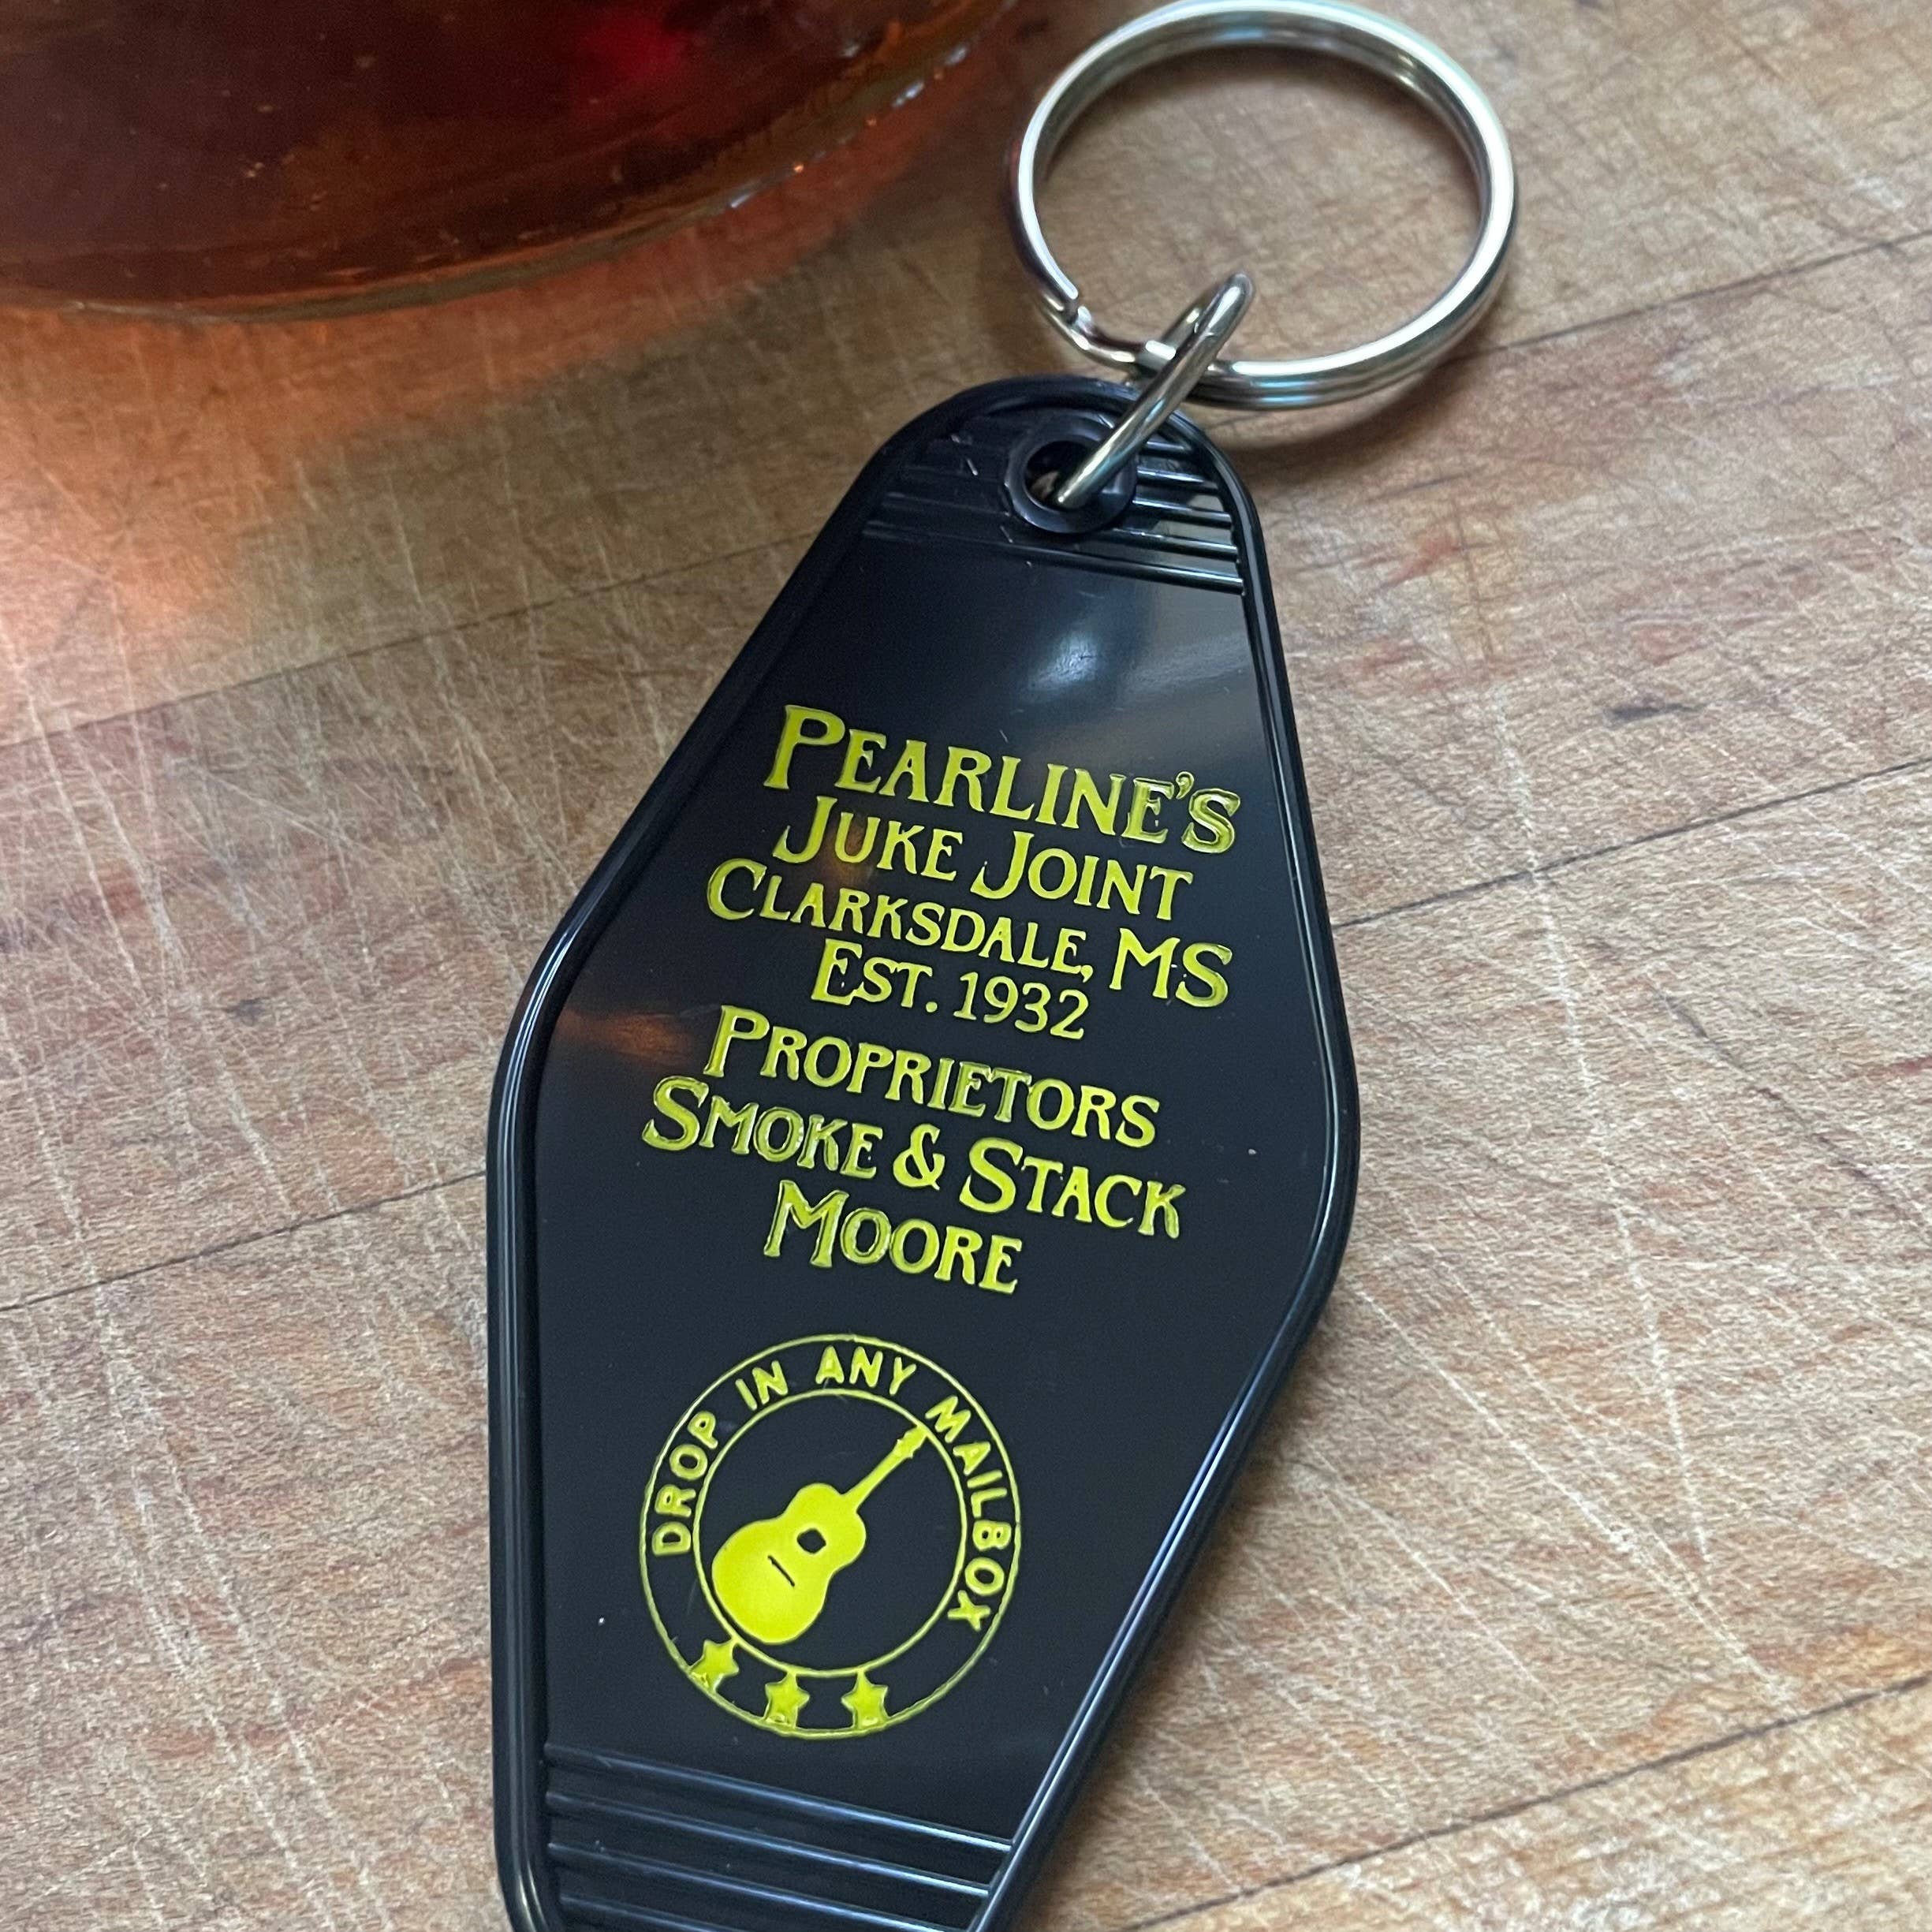 PEARLINE'S
JUKE JOINT
CLARKSDALE, MS
EST. 1932
PROPRIETORS
SMOKE & STACK
MOORE
DROP IN ANY MAILBOX